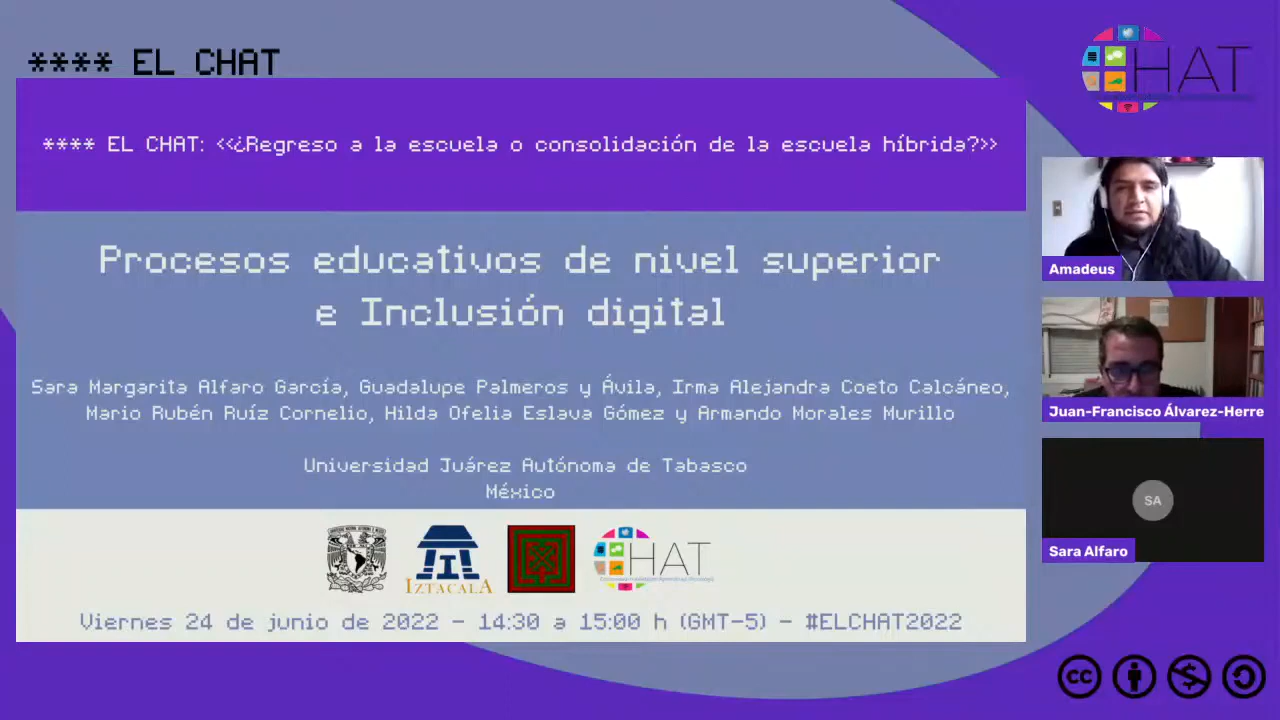 **** EL CHAT
HAT
**** EL CHAT: <<¿Regreso a la escuela o consolidación de la escuela híbrida?>>
Procesos educativos de nivel superior
e Inclusión digital
Sara Margarita Alfaro García, Guadalupe Palmeros y Ávila, Irma Alejandra Coeto Calcáneo,
Mario Rubén Ruíz Cornelio, Hilda Ofelia Eslava Gómez y Armando Morales Murillo
Universidad Juárez Autónoma de Tabasco
México
IZTACALA
HAT
Viernes 24 de junio de 2022 - 14:30 a 15:00 h (GMT-5) - #ELCHAT2022
Amadeus
Juan-Francisco Álvarez-Herre
SA
Sara Alfaro
cc